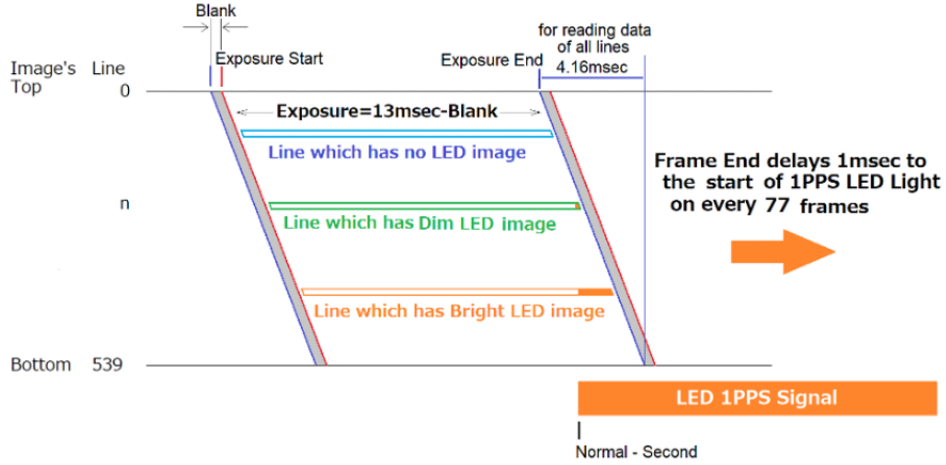 Blank
for reading data
of all lines
4.16msec
Exposure Start
Exposure End
Image's
Top
Line
0
Exposure=13msec-Blank
Line which has no LED image
Frame End delays 1msec to
the start of 1PPS LED Light
on every 77 frames
n
Line which has Dim LED image
Line which has Bright LED image
Bottom 539
LED 1PPS Signal
Normal - Second